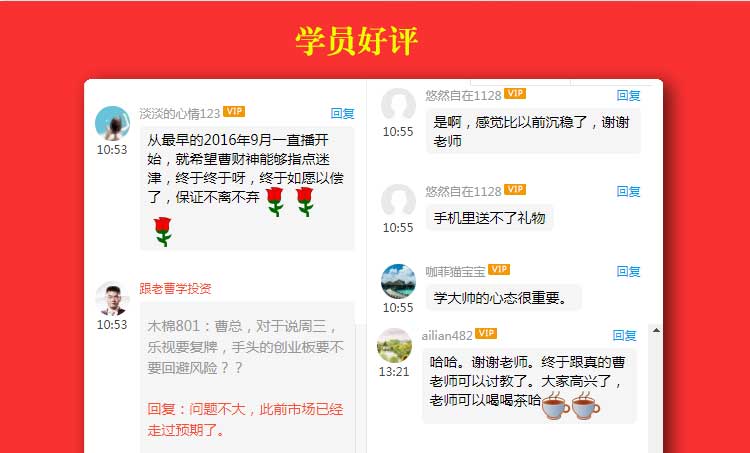 学员好评
淡淡的心情123 VIP 回复
10:53
从最早的2016年9月一直播开
始，就希望曹财神能够指点迷
津，终于终于呀，终于如愿以偿
了，保证不离不弃
跟老曹学投资
10:53
木棉801：曹总，对于说周三，
乐视要复牌，手头的创业板要不
要回避风险？？
回复：问题不大，此前市场已经
走过预期了。
悠然自在1128 VIP 回复
10:55
是啊，感觉比以前沉稳了，谢谢
老师
悠然自在1128 VIP 回复
10:55
手机里送不了礼物
咖菲猫宝宝 VIP 回复
10:55
学大帅的心态很重要。
ailian482 VIP 回复
13:21
哈哈。谢谢老师。终于跟真的曹
老师可以讨教了。大家高兴了，
老师可以喝喝茶哈